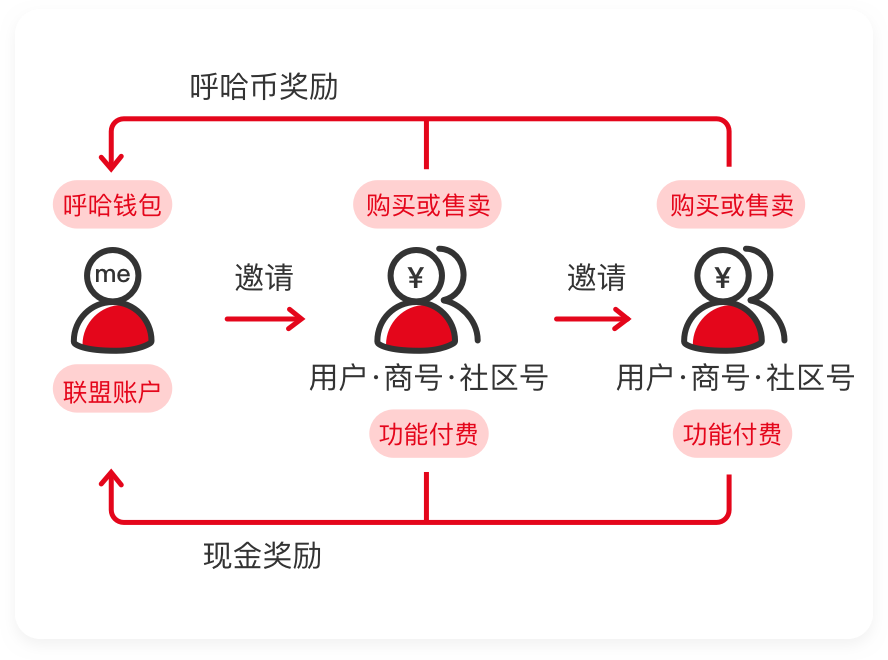 呼哈币奖励
呼哈钱包
购买或售卖
购买或售卖
me
¥
¥
邀请
邀请
用户·商号·社区号
用户·商号·社区号
联盟账户
功能付费
功能付费
现金奖励